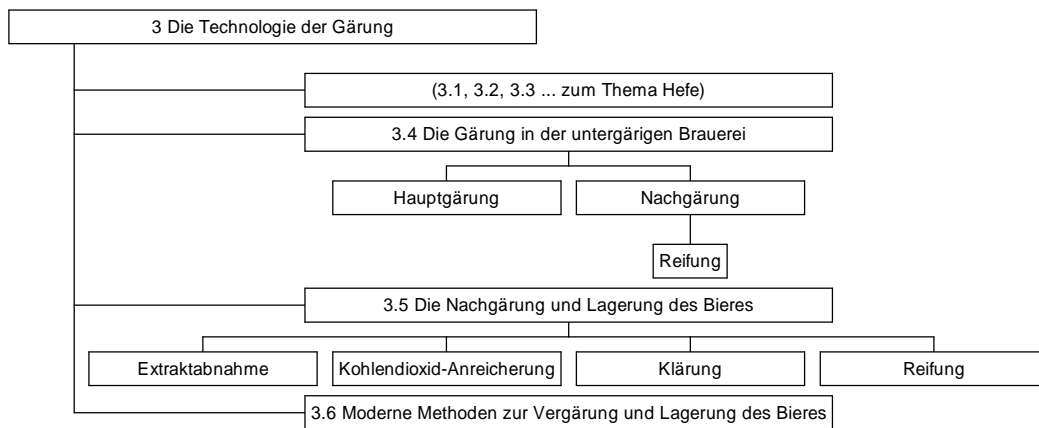 3 Die Technologie der Gärung
(3.1, 3.2, 3.3 ... zum Thema Hefe)
3.4 Die Gärung in der untergärigen Brauerei
Hauptgärung
Nachgärung
Reifung
3.5 Die Nachgärung und Lagerung des Bieres
Extraktabnahme
Kohlendioxid-Anreicherung
Klärung
Reifung
3.6 Moderne Methoden zur Vergärung und Lagerung des Bieres